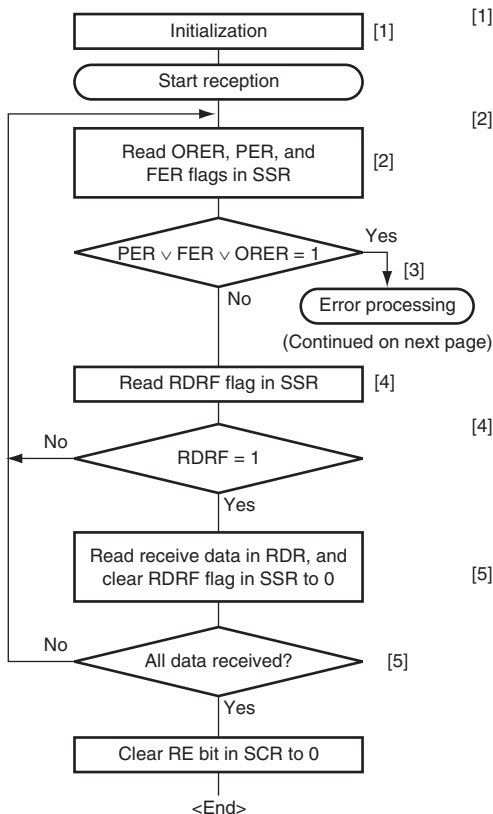 [1]
Initialization [1]
Start reception
[2]
Read ORER, PER, and
FER flags in SSR
[2]
Yes
PER ∨ FER ∨ ORER = 1
[3]
No
Error processing
(Continued on next page)
Read RDRF flag in SSR [4]
[4]
No
RDRF = 1
Yes
Read receive data in RDR, and
clear RDRF flag in SSR to 0
[5]
No
All data received? [5]
Yes
Clear RE bit in SCR to 0
<End>